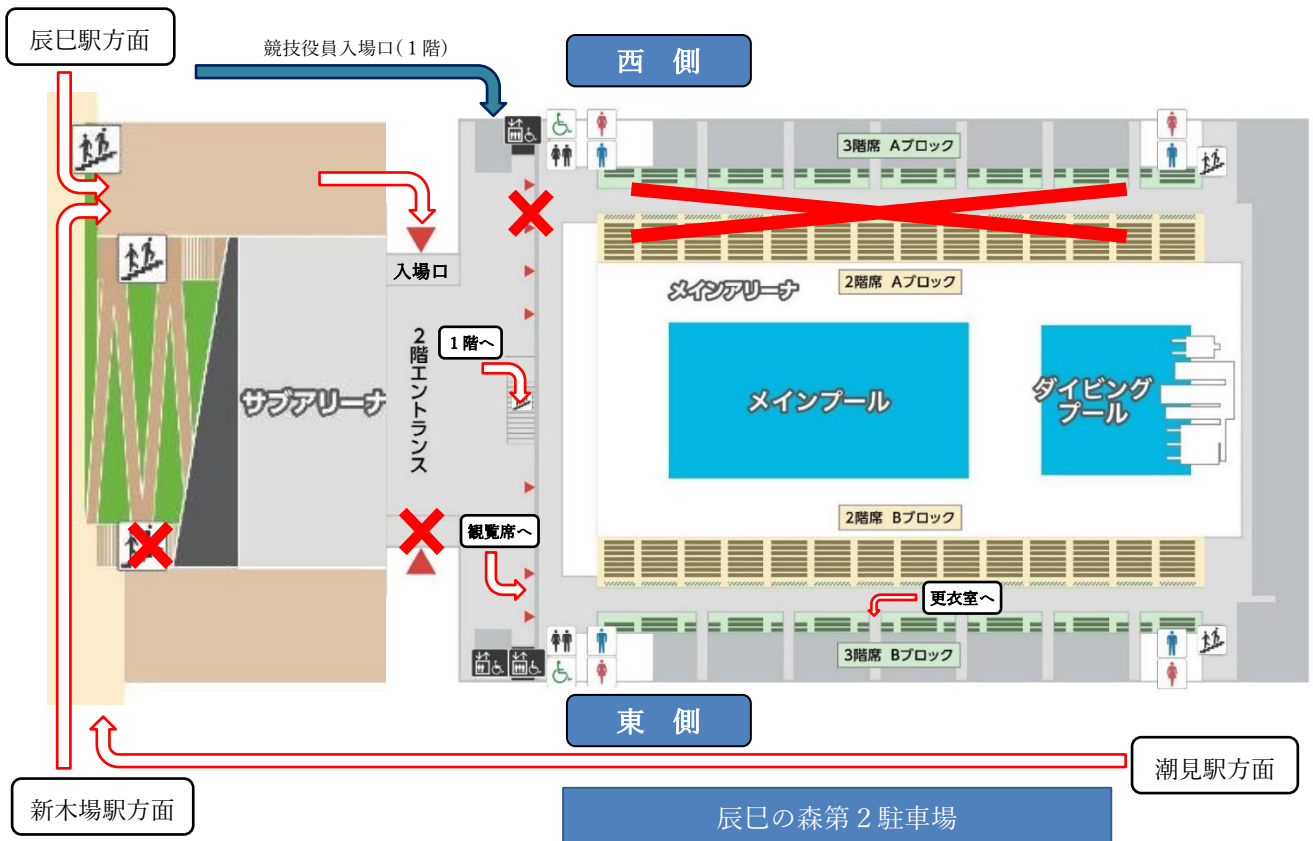 辰巳駅方面
競技役員入場口(１階)
西　側
3階席 Aブロック
入場口
メインアリーナ
2階席 Aブロック
２階エントランス
１階へ
サブアリーナ
メインプール
ダイビング
プール
2階席 Bブロック
観覧席へ
更衣室へ
3階席 Bブロック
東　側
潮見駅方面
新木場駅方面
辰巳の森第２駐車場